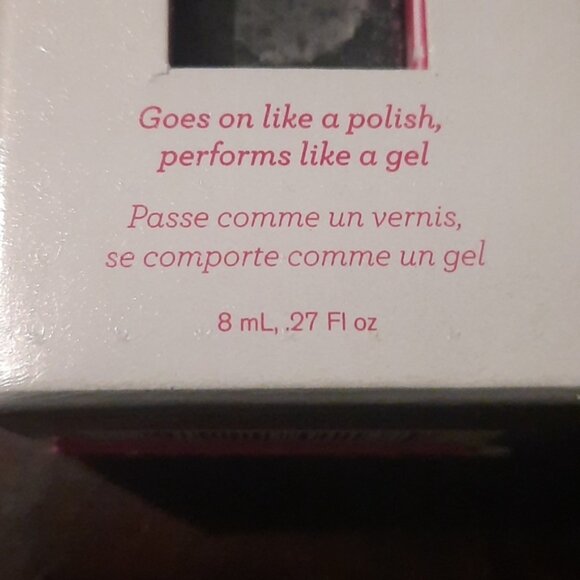 Goes on like a polish,
performs like a gel
Passe comme un vernis,
se comporte comme un gel
8 mL, .27 Fl oz